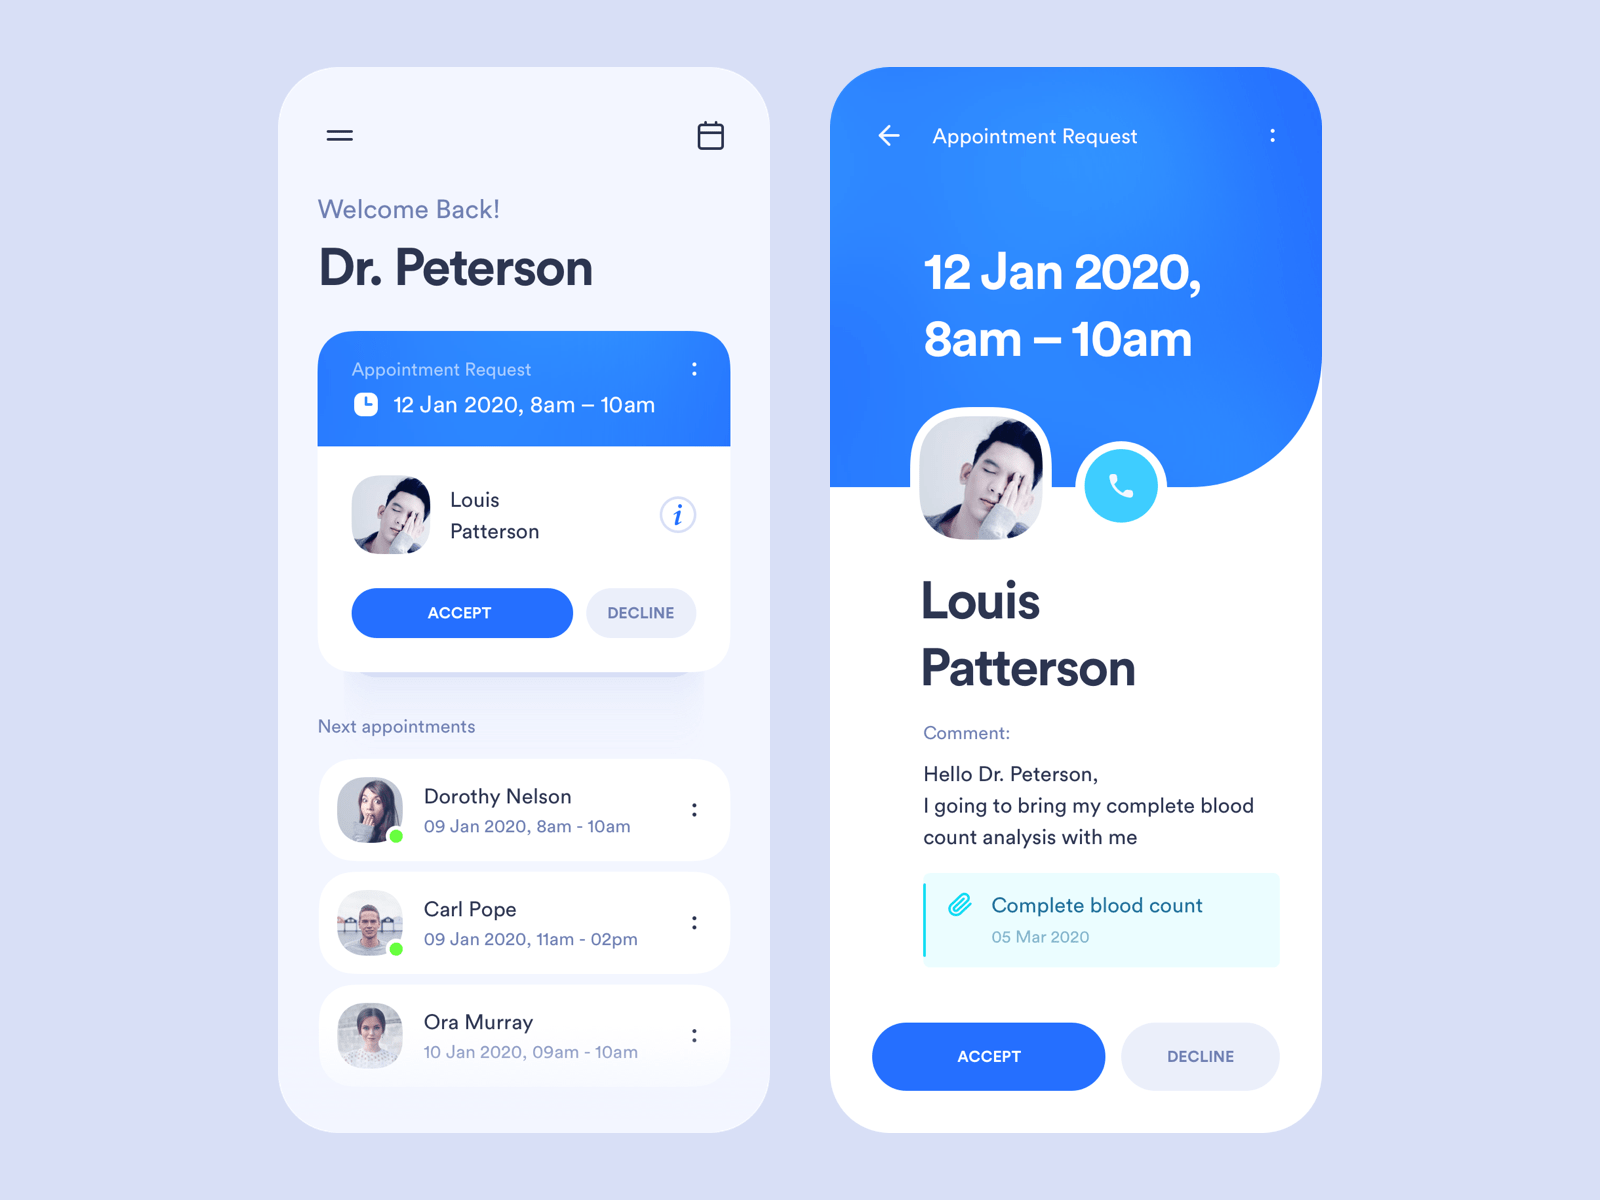 Welcome Back!
Dr. Peterson
Appointment Request
12 Jan 2020, 8am – 10am
Louis
Patterson
i
ACCEPT
DECLINE
Next appointments
Dorothy Nelson
09 Jan 2020, 8am - 10am
Carl Pope
09 Jan 2020, 11am - 02pm
Ora Murray
10 Jan 2020, 09am - 10am
Appointment Request
12 Jan 2020,
8am – 10am
Louis
Patterson
Comment:
Hello Dr. Peterson,
I going to bring my complete blood
count analysis with me
Complete blood count
05 Mar 2020
ACCEPT
DECLINE